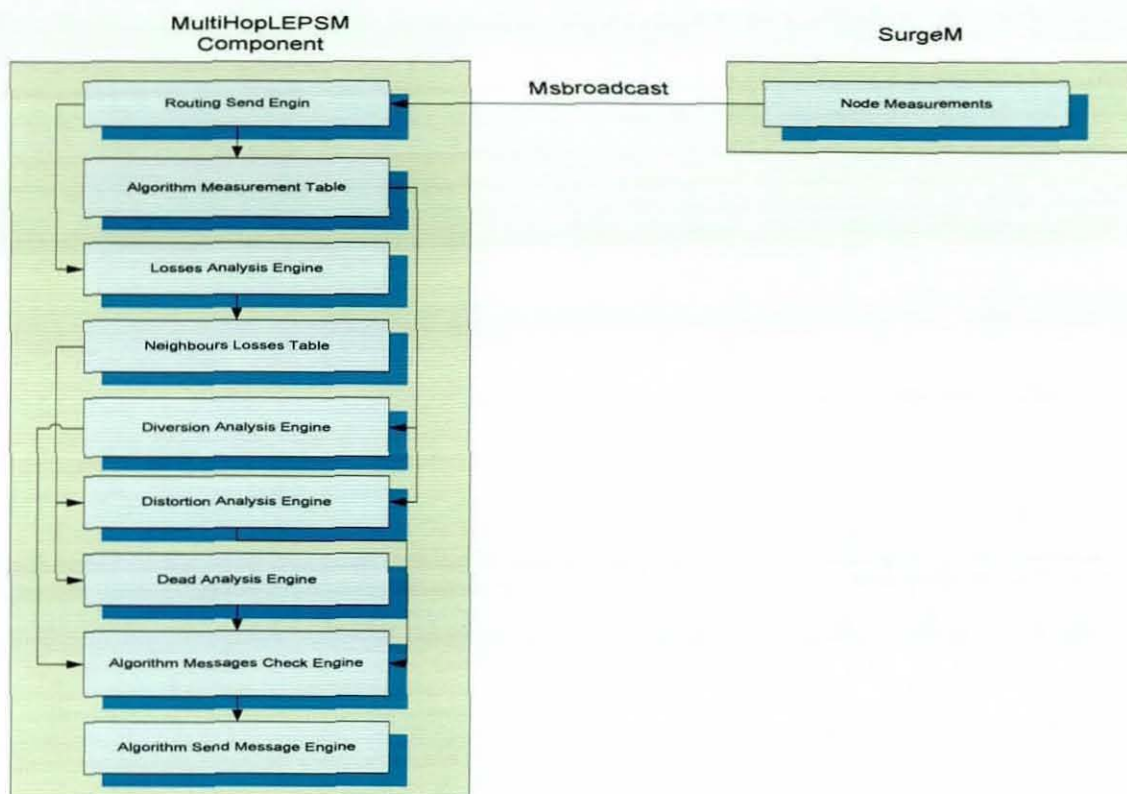 MultiHopLEPSM
Component
SurgeM
Msbroadcast
Routing Send Engin
Node Measurements
Algorithm Measurement Table
Losses Analysis Engine
Neighbours Losses Table
Diversion Analysis Engine
Distortion Analysis Engine
Dead Analysis Engine
Algorithm Messages Check Engine
Algorithm Send Message Engine